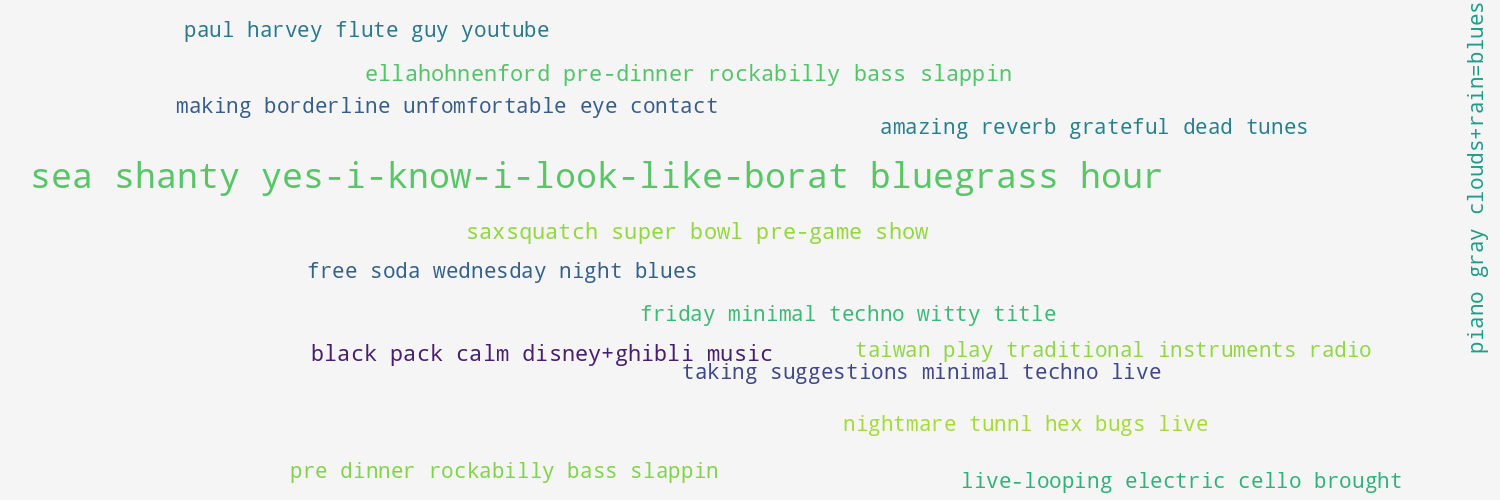 paul harvey flute guy youtube
ellahohnenford pre-dinner rockabilly bass slappin
making borderline unfomfortable eye contact
amazing reverb grateful dead tunes
sea shanty yes-i-know-i-look-like-borat bluegrass hour
saxsquatch super bowl pre-game show
free soda wednesday night blues
friday minimal techno witty title
black pack calm disney+ghibli music
taiwan play traditional instruments radio
taking suggestions minimal techno live
nightmare tunnl hex bugs live
pre dinner rockabilly bass slappin
live-looping electric cello brought
piano gray clouds+rain=blues